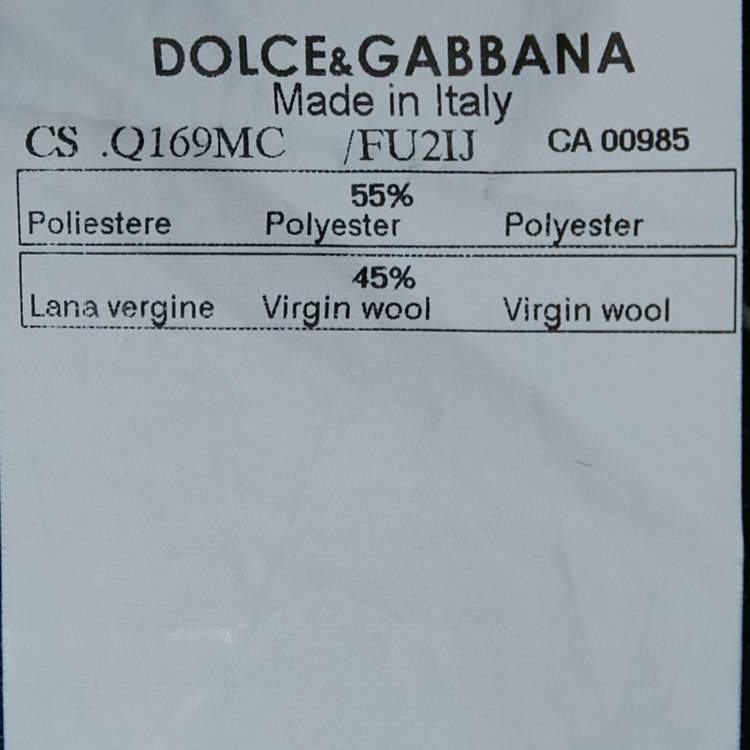 DOLCE&GABBANA
Made in Italy
CS .Q169MC /FU2IJ CA 00985
55%
Poliestere Polyester Polyester
45%
Lana vergine Virgin wool Virgin wool